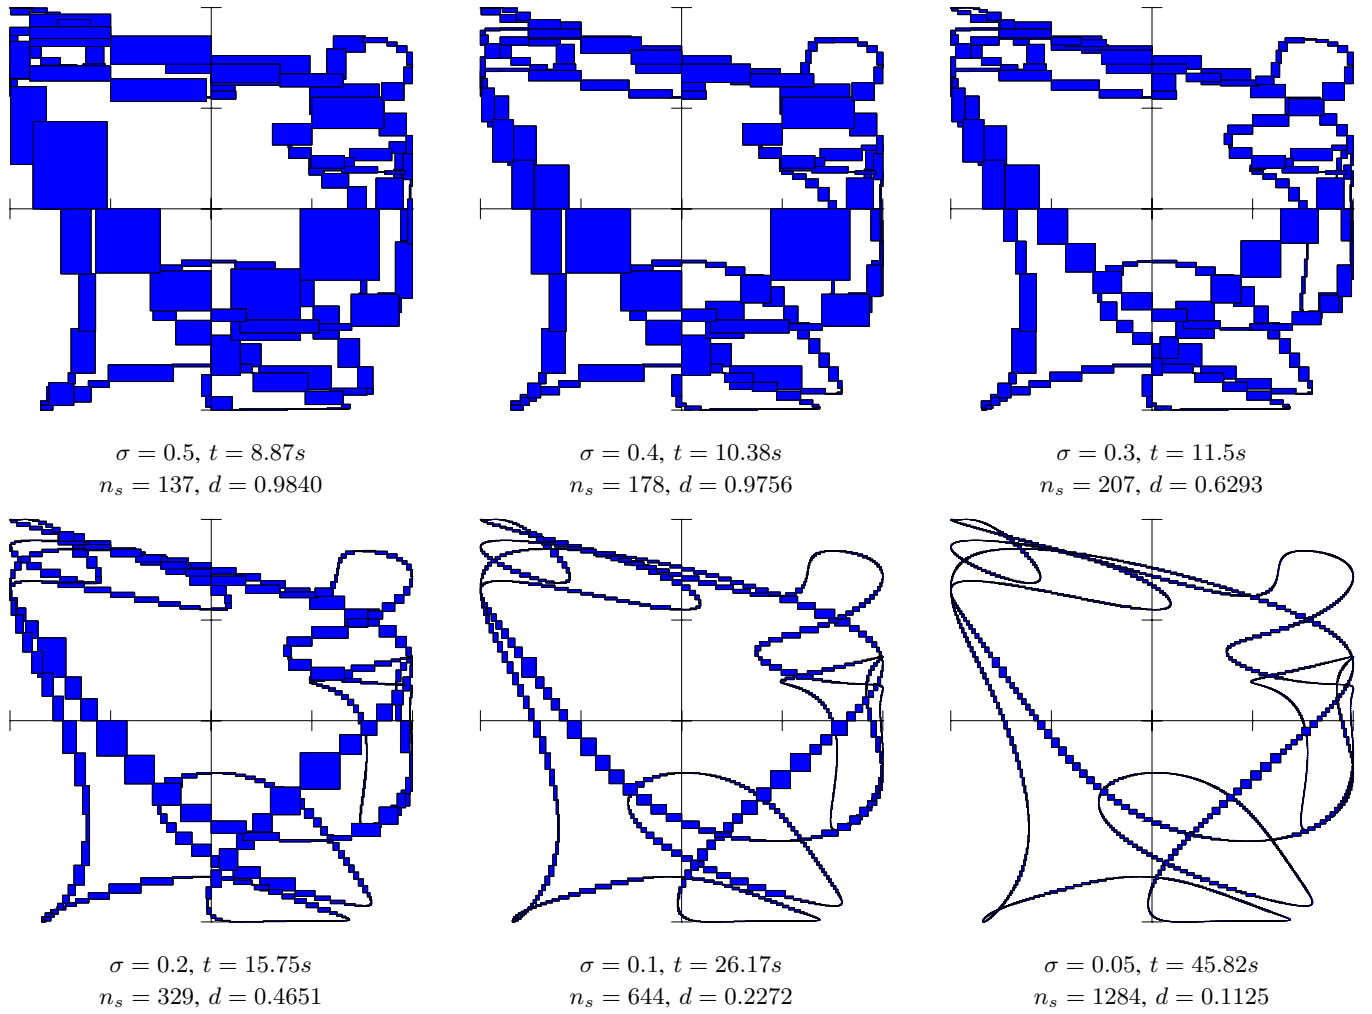 σ = 0.5, t = 8.87s
n_s = 137, d = 0.9840
σ = 0.4, t = 10.38s
n_s = 178, d = 0.9756
σ = 0.3, t = 11.5s
n_s = 207, d = 0.6293
σ = 0.2, t = 15.75s
n_s = 329, d = 0.4651
σ = 0.1, t = 26.17s
n_s = 644, d = 0.2272
σ = 0.05, t = 45.82s
n_s = 1284, d = 0.1125